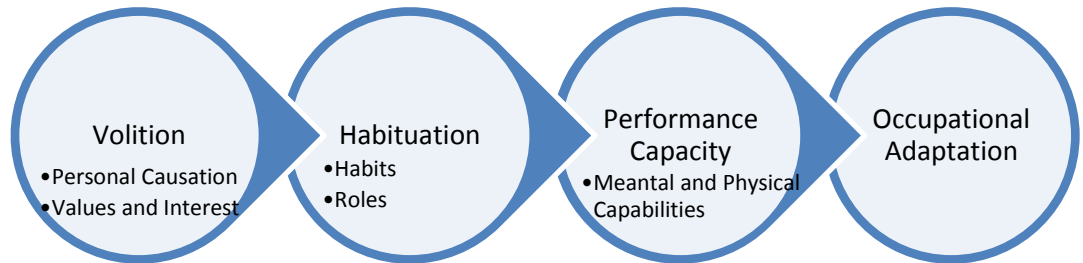 Volition
•Personal Causation
•Values and Interest
Habituation
•Habits
•Roles
Performance
Capacity
•Meantal and Physical
Capabilities
Occupational
Adaptation